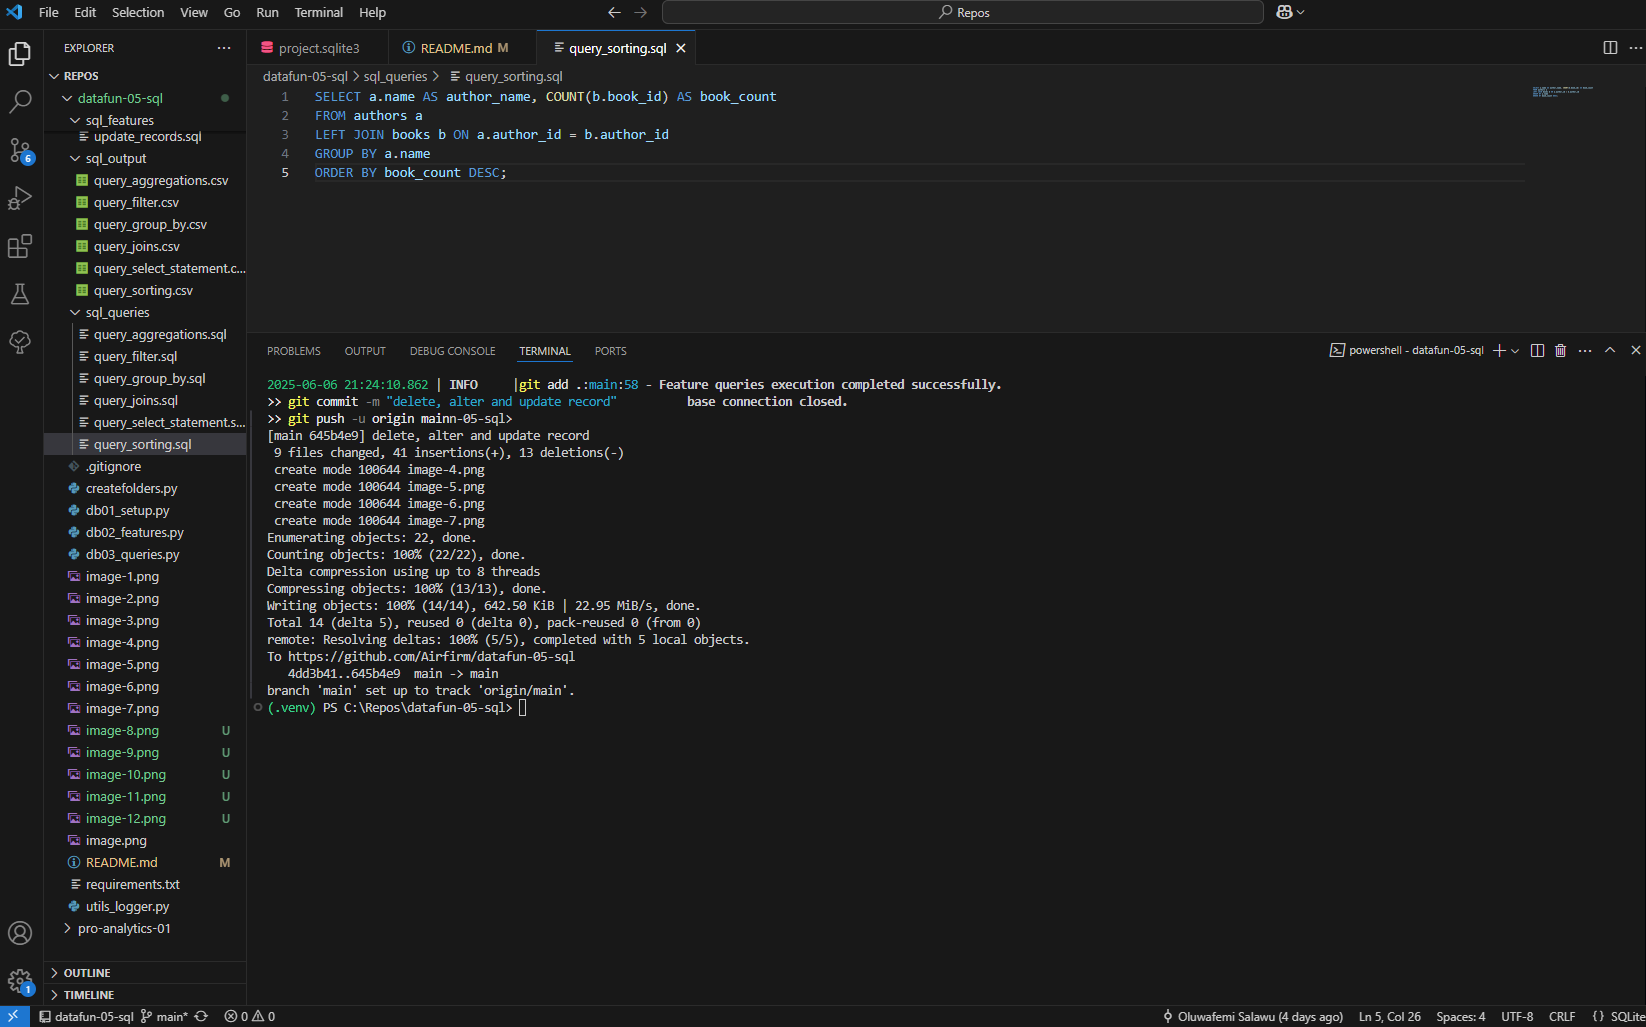 File Edit Selection View Go Run Terminal Help
Repos
EXPLORER
REPOS
datafun-05-sql
sql_features
update_records.sql
sql_output
query_aggregations.csv
query_filter.csv
query_group_by.csv
query_joins.csv
query_select_statement.c...
query_sorting.csv
sql_queries
query_aggregations.sql
query_filter.sql
query_group_by.sql
query_joins.sql
query_select_statement.s...
query_sorting.sql
.gitignore
createfolders.py
db01_setup.py
db02_features.py
db03_queries.py
image-1.png
image-2.png
image-3.png
image-4.png
image-5.png
image-6.png
image-7.png
image-8.png U
image-9.png U
image-10.png U
image-11.png U
image-12.png U
image.png
README.md M
requirements.txt
utils_logger.py
pro-analytics-01
OUTLINE
TIMELINE
6
1
project.sqlite3 README.md M query_sorting.sql
datafun-05-sql > sql_queries > query_sorting.sql
1 SELECT a.name AS author_name, COUNT(b.book_id) AS book_count
2 FROM authors a
3 LEFT JOIN books b ON a.author_id = b.author_id
4 GROUP BY a.name
5 ORDER BY book_count DESC;
PROBLEMS OUTPUT DEBUG CONSOLE TERMINAL PORTS
powershell - datafun-05-sql
2025-06-06 21:24:10.862 | INFO |git add .:main:58 - Feature queries execution completed successfully.
>> git commit -m "delete, alter and update record" base connection closed.
>> git push -u origin mainn-05-sql>
[main 645b4e9] delete, alter and update record
9 files changed, 41 insertions(+), 13 deletions(-)
create mode 100644 image-4.png
create mode 100644 image-5.png
create mode 100644 image-6.png
create mode 100644 image-7.png
Enumerating objects: 22, done.
Counting objects: 100% (22/22), done.
Delta compression using up to 8 threads
Compressing objects: 100% (13/13), done.
Writing objects: 100% (14/14), 642.50 KiB | 22.95 MiB/s, done.
Total 14 (delta 5), reused 0 (delta 0), pack-reused 0 (from 0)
remote: Resolving deltas: 100% (5/5), completed with 5 local objects.
To https://github.com/Airfirm/datafun-05-sql
4dd3b41..645b4e9 main -> main
branch 'main' set up to track 'origin/main'.
(.venv) PS C:\Repos\datafun-05-sql>
datafun-05-sql main* 0 0 Oluwafemi Salawu (4 days ago) Ln 5, Col 26 Spaces: 4 UTF-8 CRLF {} SQLite